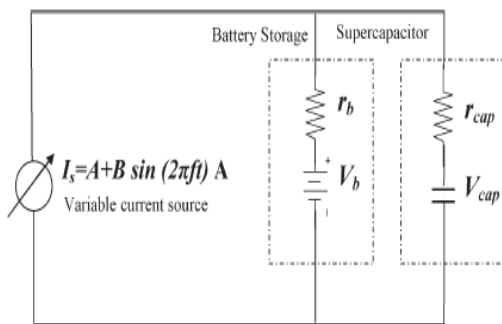 Battery Storage
Supercapacitor
r_b
r_cap
I_s=A+B sin (2πft) A
Variable current source
+
V_b
V_cap